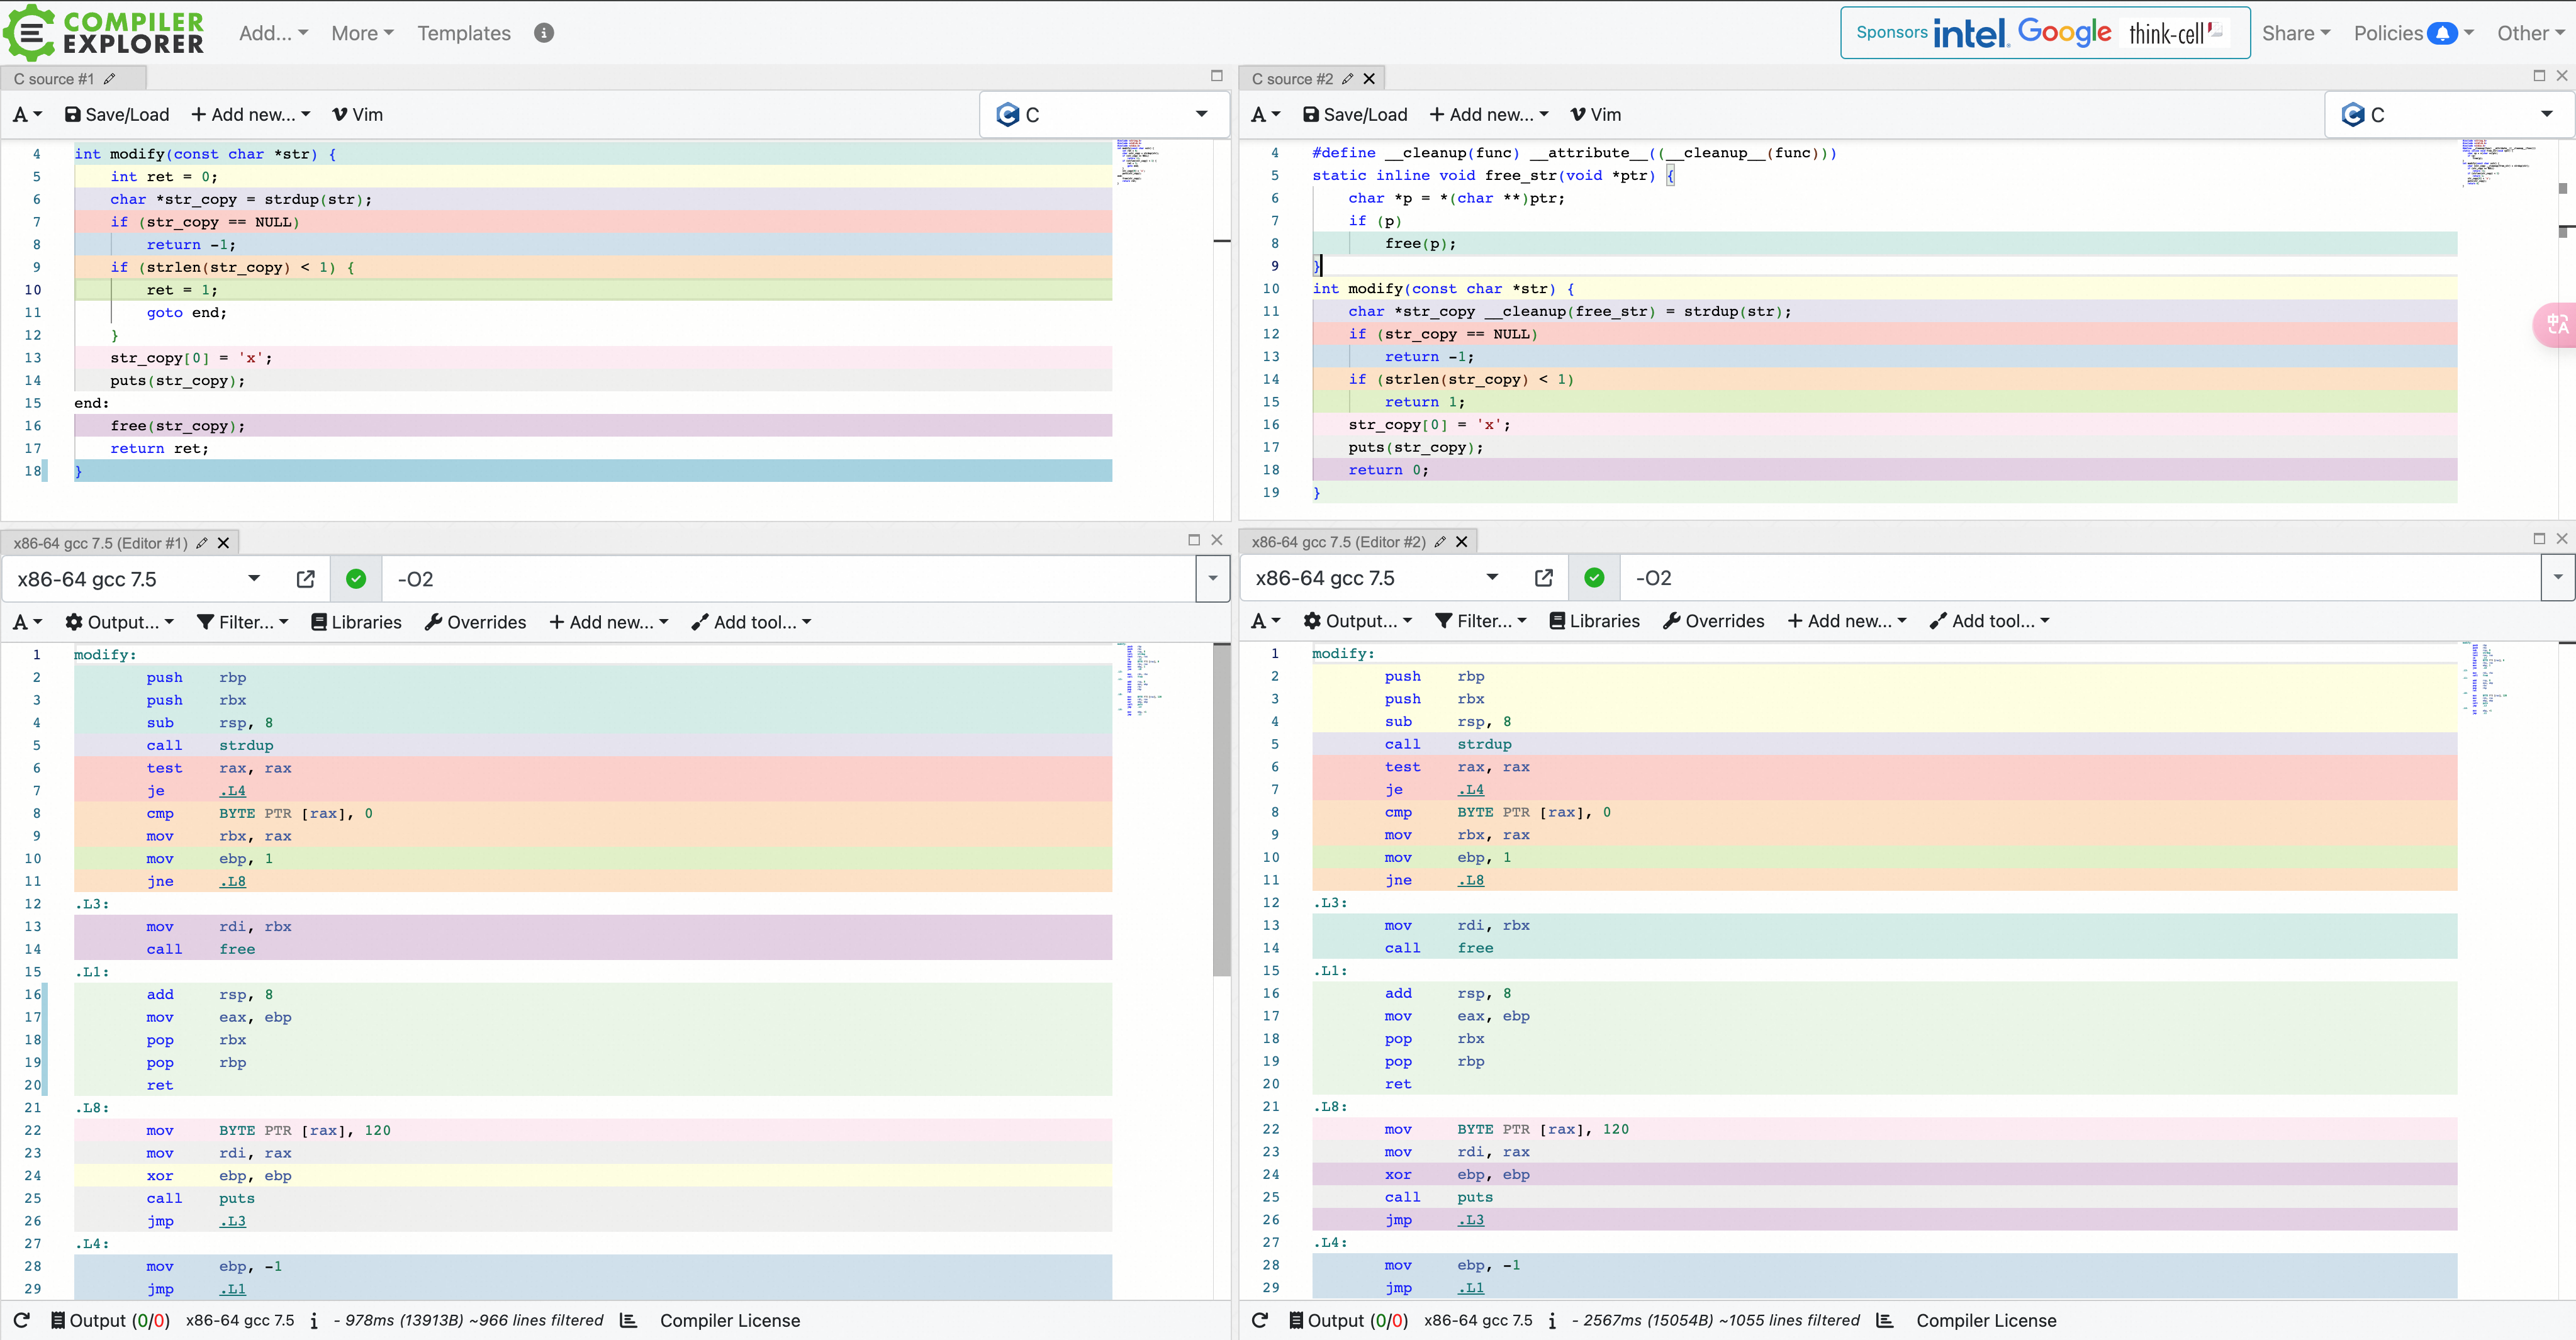 COMPILER EXPLORER Add... More Templates Sponsors intel. Google think-cell Share Policies Other
C source #1
A Save/Load + Add new... Vim C
4 int modify(const char *str) {
5 int ret = 0;
6 char *str_copy = strdup(str);
7 if (str_copy == NULL)
8 return -1;
9 if (strlen(str_copy) < 1) {
10 ret = 1;
11 goto end;
12 }
13 str_copy[0] = 'x';
14 puts(str_copy);
15 end:
16 free(str_copy);
17 return ret;
18 }
C source #2
A Save/Load + Add new... Vim C
4 #define __cleanup(func) __attribute__((__cleanup__(func)))
5 static inline void free_str(void *ptr) {
6 char *p = *(char **)ptr;
7 if (p)
8 free(p);
9 }
10 int modify(const char *str) {
11 char *str_copy __cleanup(free_str) = strdup(str);
12 if (str_copy == NULL)
13 return -1;
14 if (strlen(str_copy) < 1)
15 return 1;
16 str_copy[0] = 'x';
17 puts(str_copy);
18 return 0;
19 }
中A
x86-64 gcc 7.5 (Editor #1)
x86-64 gcc 7.5 -O2
A Output... Filter... Libraries Overrides + Add new... Add tool...
1 modify:
2 push rbp
3 push rbx
4 sub rsp, 8
5 call strdup
6 test rax, rax
7 je .L4
8 cmp BYTE PTR [rax], 0
9 mov rbx, rax
10 mov ebp, 1
11 jne .L8
12 .L3:
13 mov rdi, rbx
14 call free
15 .L1:
16 add rsp, 8
17 mov eax, ebp
18 pop rbx
19 pop rbp
20 ret
21 .L8:
22 mov BYTE PTR [rax], 120
23 mov rdi, rax
24 xor ebp, ebp
25 call puts
26 jmp .L3
27 .L4:
28 mov ebp, -1
29 jmp .L1
Output (0/0) x86-64 gcc 7.5 i - 978ms (13913B) ~966 lines filtered Compiler License
x86-64 gcc 7.5 (Editor #2)
x86-64 gcc 7.5 -O2
A Output... Filter... Libraries Overrides + Add new... Add tool...
1 modify:
2 push rbp
3 push rbx
4 sub rsp, 8
5 call strdup
6 test rax, rax
7 je .L4
8 cmp BYTE PTR [rax], 0
9 mov rbx, rax
10 mov ebp, 1
11 jne .L8
12 .L3:
13 mov rdi, rbx
14 call free
15 .L1:
16 add rsp, 8
17 mov eax, ebp
18 pop rbx
19 pop rbp
20 ret
21 .L8:
22 mov BYTE PTR [rax], 120
23 mov rdi, rax
24 xor ebp, ebp
25 call puts
26 jmp .L3
27 .L4:
28 mov ebp, -1
29 jmp .L1
Output (0/0) x86-64 gcc 7.5 i - 2567ms (15054B) ~1055 lines filtered Compiler License